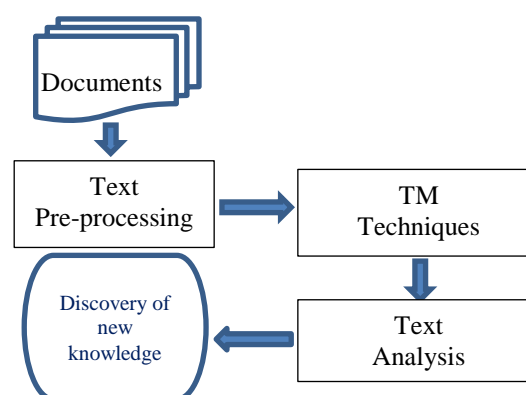 Documents
Text
Pre-processing
TM
Techniques
Text
Analysis
Discovery of
new
knowledge